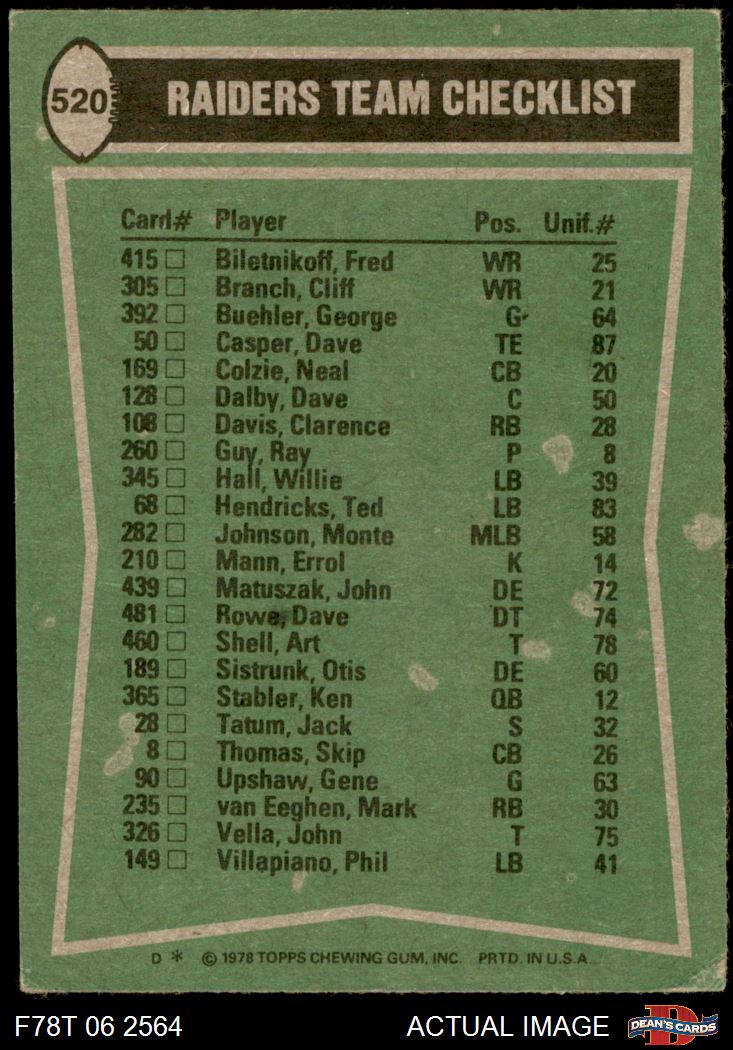 520 RAIDERS TEAM CHECKLIST
Card# Player Pos. Unif.#
415 Biletnikoff, Fred WR 25
305 Branch, Cliff WR 21
392 Buehler, George G 64
50 Casper, Dave TE 87
169 Colzie, Neal CB 20
128 Dalby, Dave C 50
108 Davis, Clarence RB 28
260 Guy, Ray P 8
345 Hall, Willie LB 39
68 Hendricks, Ted LB 83
282 Johnson, Monte MLB 58
210 Mann, Errol K 14
439 Matuszak, John DE 72
481 Rowe, Dave DT 74
460 Shell, Art T 78
189 Sistrunk, Otis DE 60
365 Stabler, Ken QB 12
28 Tatum, Jack S 32
8 Thomas, Skip CB 26
90 Upshaw, Gene G 63
235 van Eeghen, Mark RB 30
326 Vella, John T 75
149 Villapiano, Phil LB 41
D * © 1978 TOPPS CHEWING GUM, INC. PRTD. IN U.S.A.
F78T 06 2564 ACTUAL IMAGE DEAN'S CARDS